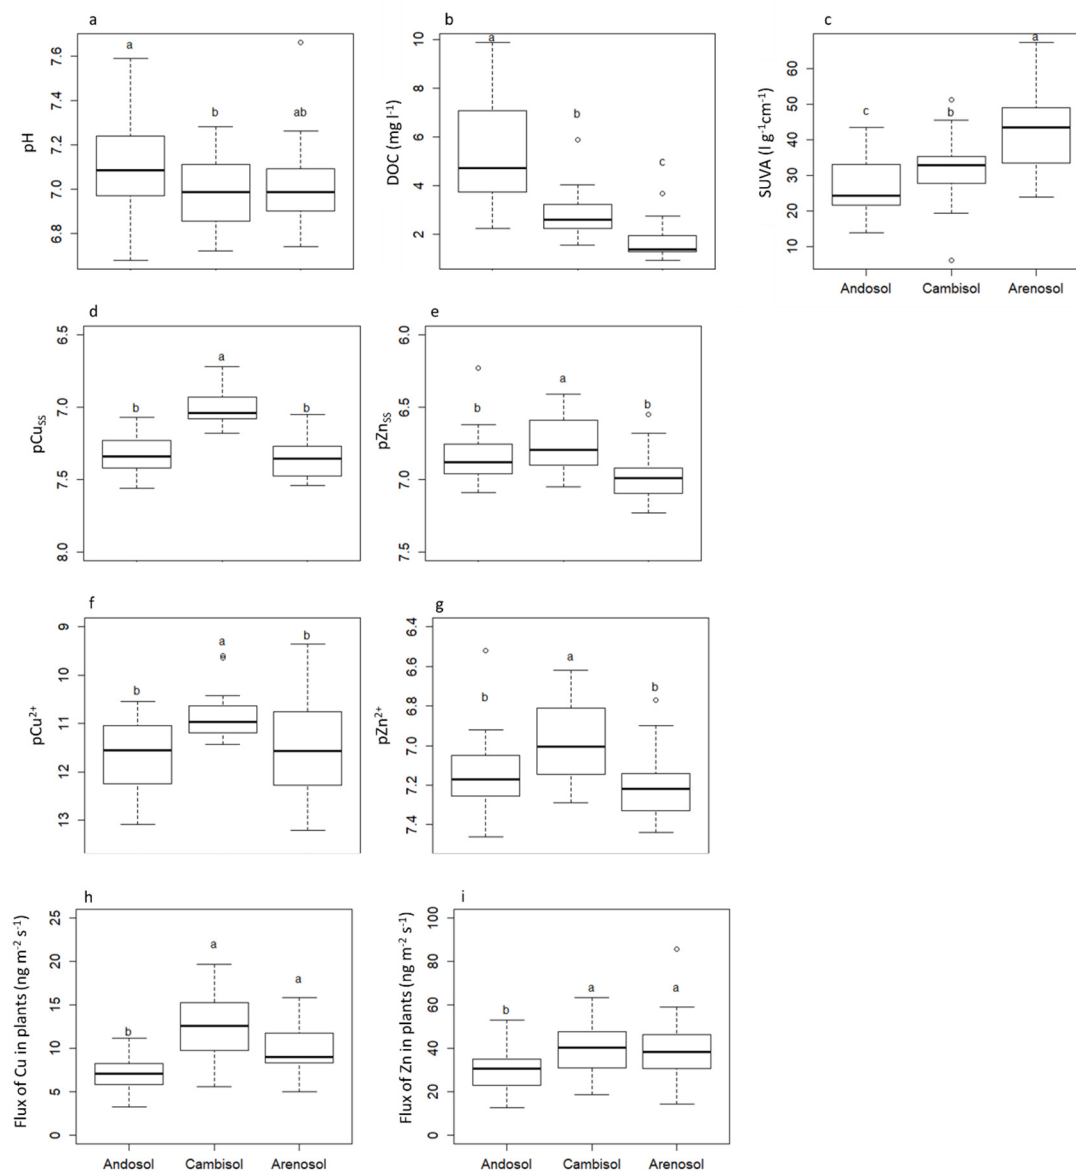 a
pH
7.6
7.4
7.2
7.0
6.8
a
b
ab
b
DOC (mg l⁻¹)
10
8
6
4
2
a
b
c
c
SUVA (l g⁻¹cm⁻¹)
60
50
40
30
20
10
c
b
a
Andosol Cambisol Arenosol
d
pCuSS
6.5
7.0
7.5
8.0
b
a
b
e
pZnSS
6.0
6.5
7.0
7.5
b
a
b
f
pCu²⁺
9
10
11
12
13
b
a
b
g
pZn²⁺
6.4
6.6
6.8
7.0
7.2
7.4
b
a
b
h
Flux of Cu in plants (ng m⁻² s⁻¹)
25
20
15
10
5
0
b
a
a
Andosol Cambisol Arenosol
i
Flux of Zn in plants (ng m⁻² s⁻¹)
100
80
60
40
20
0
b
a
a
Andosol Cambisol Arenosol